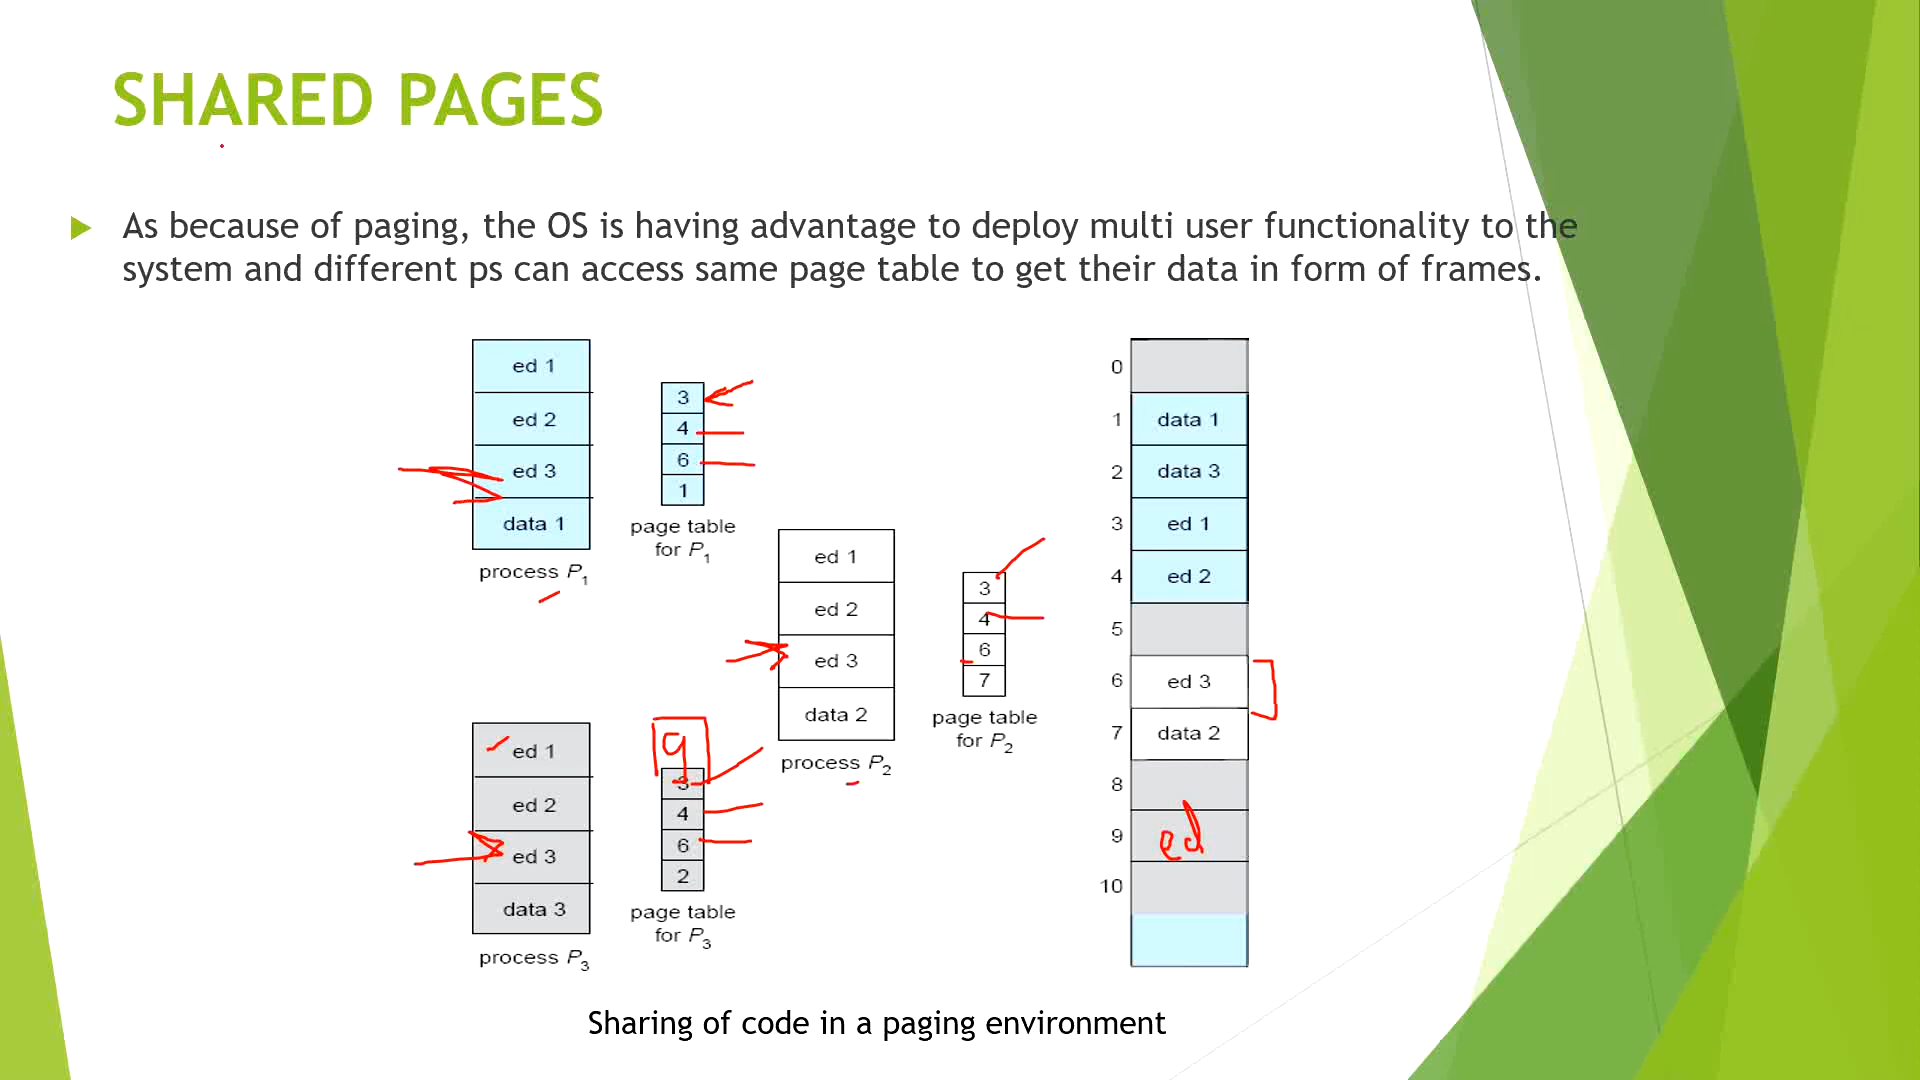 SHARED PAGES
As because of paging, the OS is having advantage to deploy multi user functionality to the
system and different ps can access same page table to get their data in form of frames.
ed 1
ed 2
ed 3
data 1
process P1
3
4
6
1
page table
for P1
ed 1
ed 2
ed 3
data 2
process P2
3
4
6
7
page table
for P2
ed 1
ed 2
ed 3
data 3
process P3
9
3
4
6
2
page table
for P3
0
1 data 1
2 data 3
3 ed 1
4 ed 2
5
6 ed 3
7 data 2
8
9 ed
10
Sharing of code in a paging environment